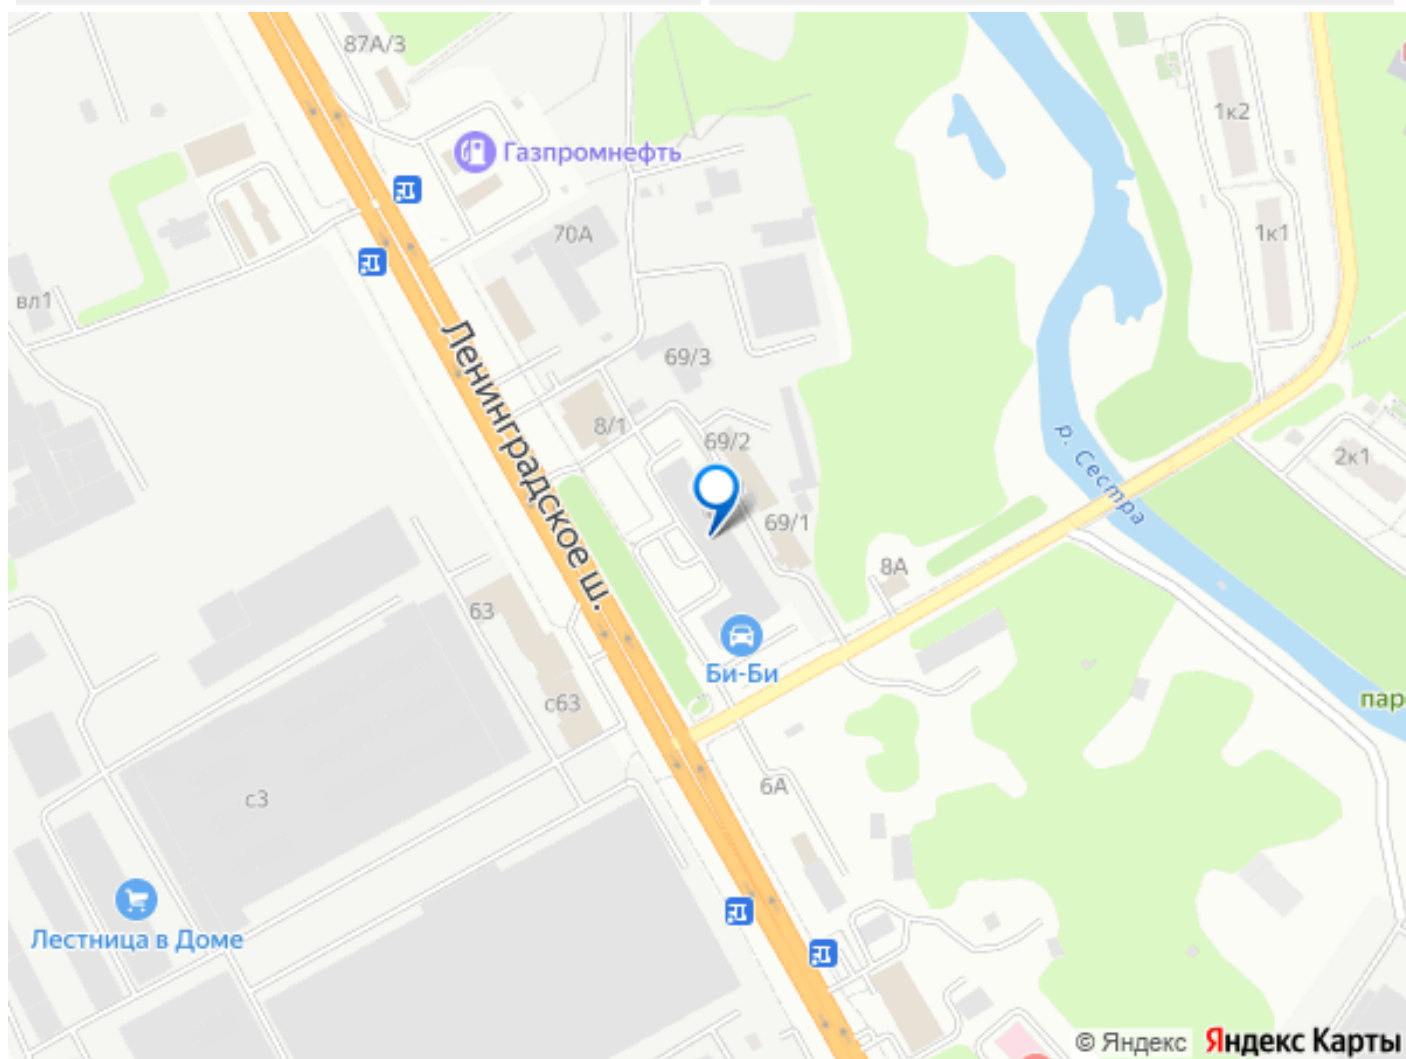 87А/3
1к2
Газпромнефть
70А
1к1
вл1
Ленинградское ш.
69/3
8/1
69/2
р. Сестра
2к1
69/1
8А
63
Би-Би
с63
пар
6А
с3
Лестница в Доме
© Яндекс Яндекс Карты